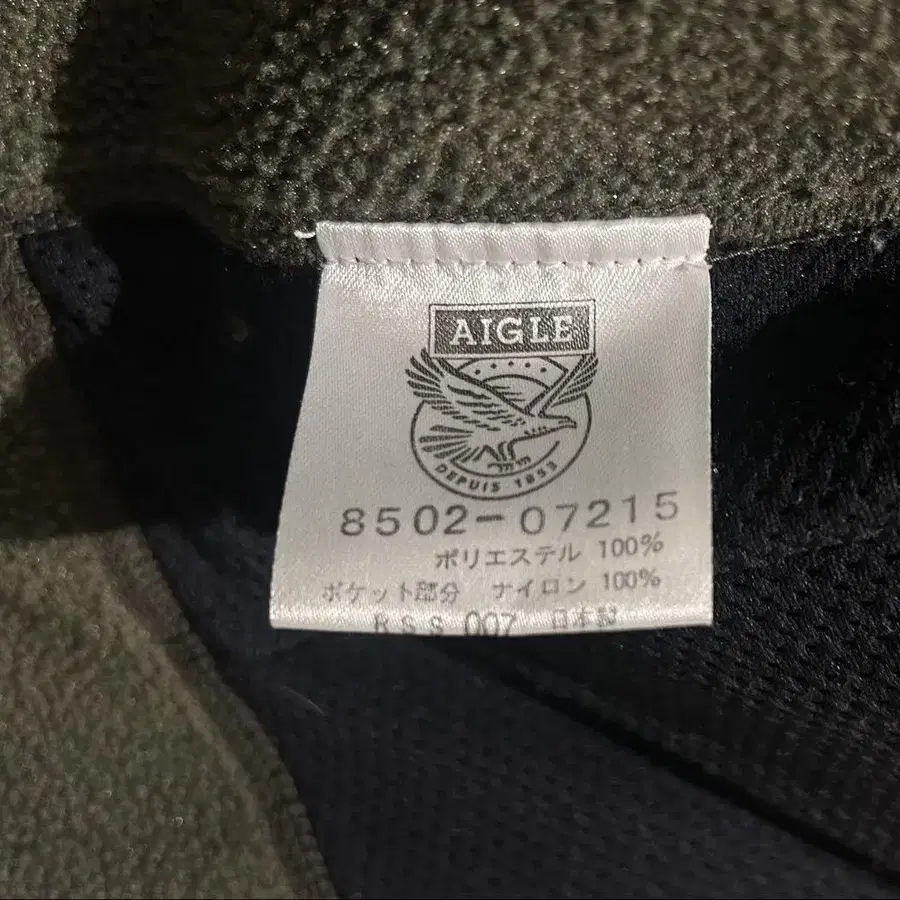 AIGLE
DEPUIS 1853
8502-07215
ポリエステル 100%
ポケット部分 ナイロン 100%
RSS 007 日本製